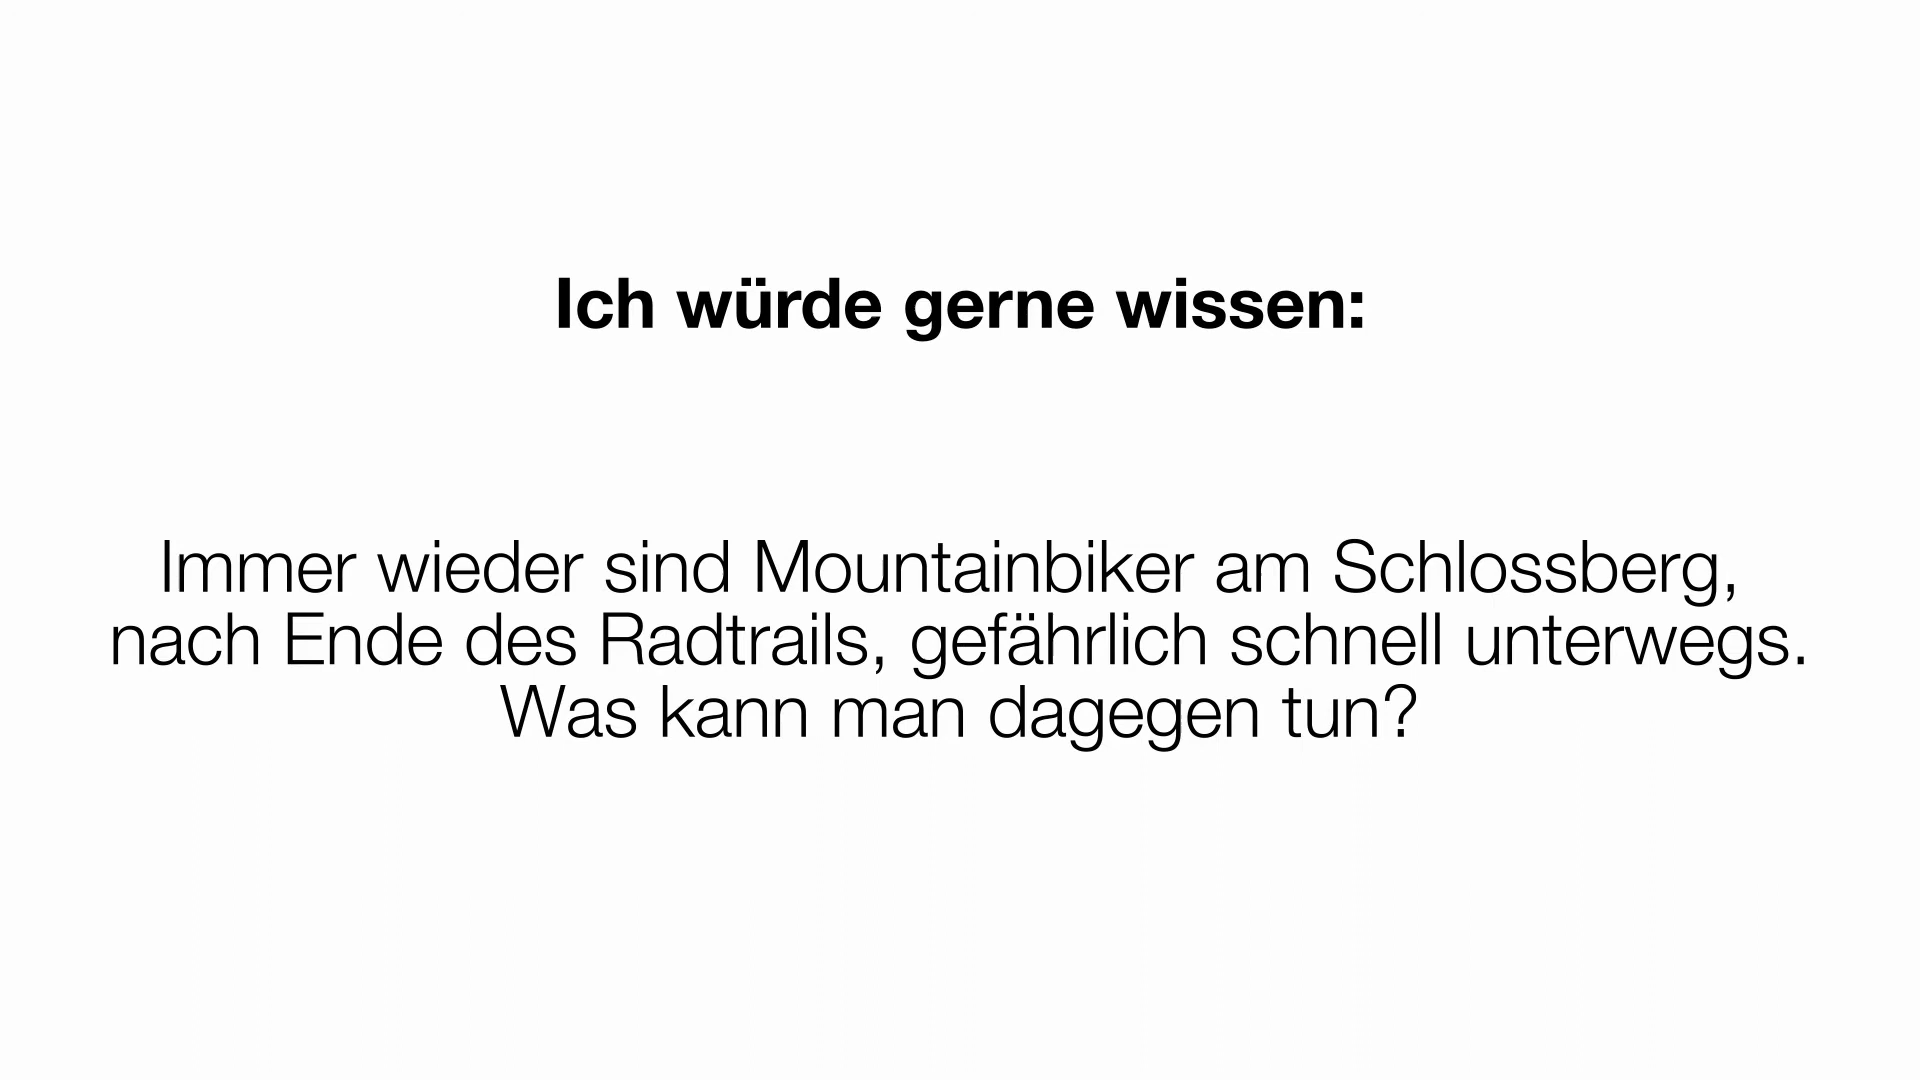 Ich würde gerne wissen:
Immer wieder sind Mountainbiker am Schlossberg,
nach Ende des Radtrails, gefährlich schnell unterwegs.
Was kann man dagegen tun?